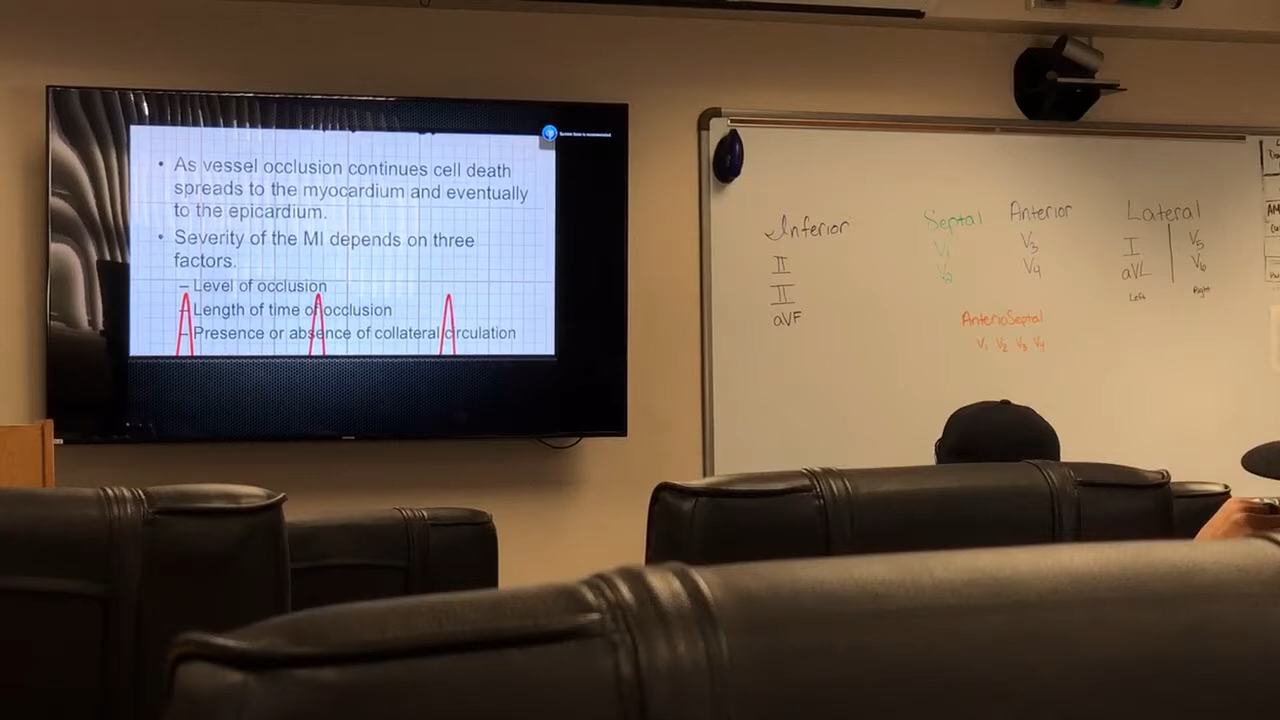 • As vessel occlusion continues cell death
spreads to the myocardium and eventually
to the epicardium.
• Severity of the MI depends on three
factors.
– Level of occlusion
– Length of time of occlusion
– Presence or absence of collateral circulation
Inferior
II
II
aVF
Septal
V1
V2
Anterior
V3
V4
Lateral
I
aVL
Left
V5
V6
Right
AnterioSeptal
V1 V2 V3 V4